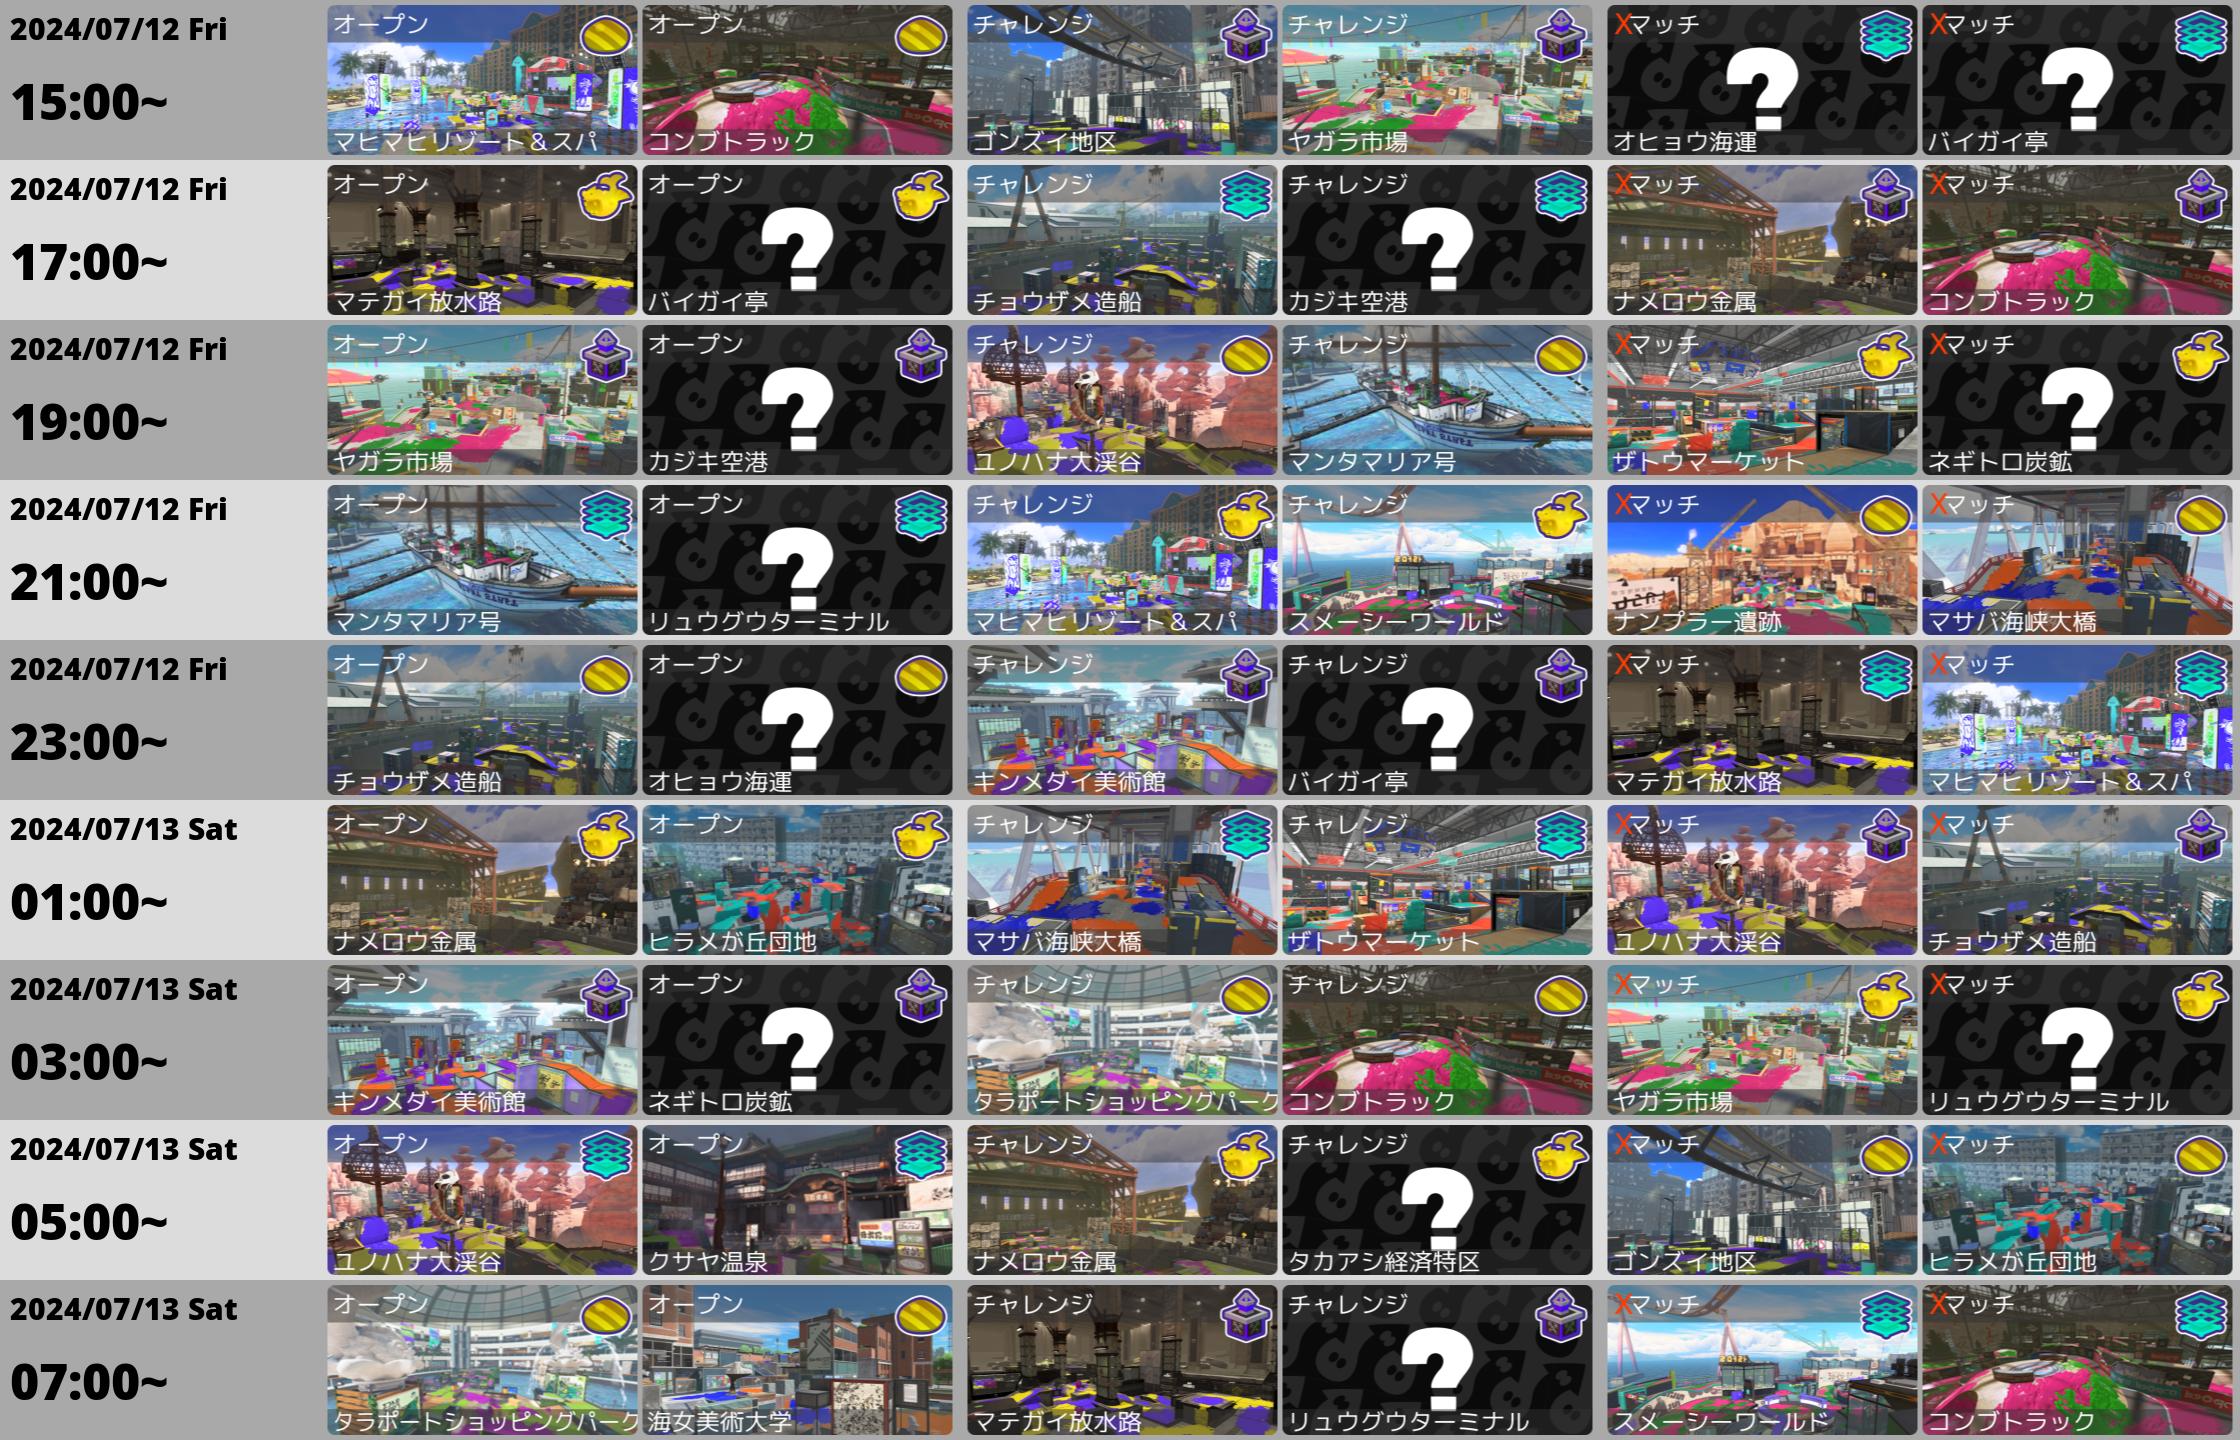 2024/07/12 Fri
15:00~
オープン オープン チャレンジ チャレンジ Xマッチ Xマッチ
マヒマヒリゾート＆スパ コンブトラック ゴンズイ地区 ヤガラ市場 オヒョウ海運 バイガイ亭
2024/07/12 Fri
17:00~
オープン オープン チャレンジ チャレンジ Xマッチ Xマッチ
マテガイ放水路 バイガイ亭 チョウザメ造船 カジキ空港 ナメロウ金属 コンブトラック
2024/07/12 Fri
19:00~
オープン オープン チャレンジ チャレンジ Xマッチ Xマッチ
ヤガラ市場 カジキ空港 ユノハナ大渓谷 マンタマリア号 ザトウマーケット ネギトロ炭鉱
2024/07/12 Fri
21:00~
オープン オープン チャレンジ チャレンジ Xマッチ Xマッチ
マンタマリア号 リュウグウターミナル マヒマヒリゾート＆スパ スメーシーワールド ナンプラー遺跡 マサバ海峡大橋
2024/07/12 Fri
23:00~
オープン オープン チャレンジ チャレンジ Xマッチ Xマッチ
チョウザメ造船 オヒョウ海運 キンメダイ美術館 バイガイ亭 マテガイ放水路 マヒマヒリゾート＆スパ
2024/07/13 Sat
01:00~
オープン オープン チャレンジ チャレンジ Xマッチ Xマッチ
ナメロウ金属 ヒラメが丘団地 マサバ海峡大橋 ザトウマーケット ユノハナ大渓谷 チョウザメ造船
2024/07/13 Sat
03:00~
オープン オープン チャレンジ チャレンジ Xマッチ Xマッチ
キンメダイ美術館 ネギトロ炭鉱 タラポートショッピングパーク コンブトラック ヤガラ市場 リュウグウターミナル
2024/07/13 Sat
05:00~
オープン オープン チャレンジ チャレンジ Xマッチ Xマッチ
ユノハナ大渓谷 クサヤ温泉 ナメロウ金属 タカアシ経済特区 ゴンズイ地区 ヒラメが丘団地
2024/07/13 Sat
07:00~
オープン オープン チャレンジ チャレンジ Xマッチ Xマッチ
タラポートショッピングパーク 海女美術大学 マテガイ放水路 リュウグウターミナル スメーシーワールド コンブトラック